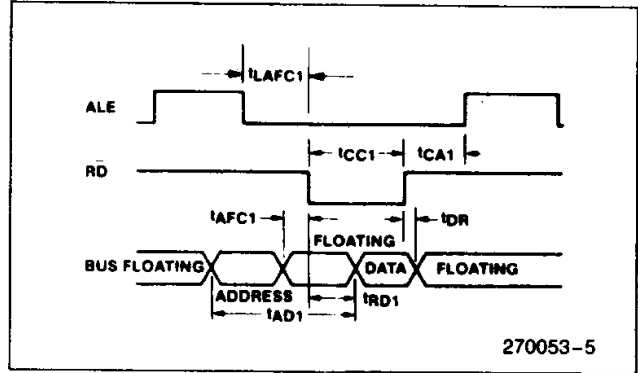 tLAFC1
ALE
tCC1
tCA1
RD
tAFC1
tDR
FLOATING
BUS FLOATING
DATA
FLOATING
ADDRESS
tRD1
tAD1
270053-5